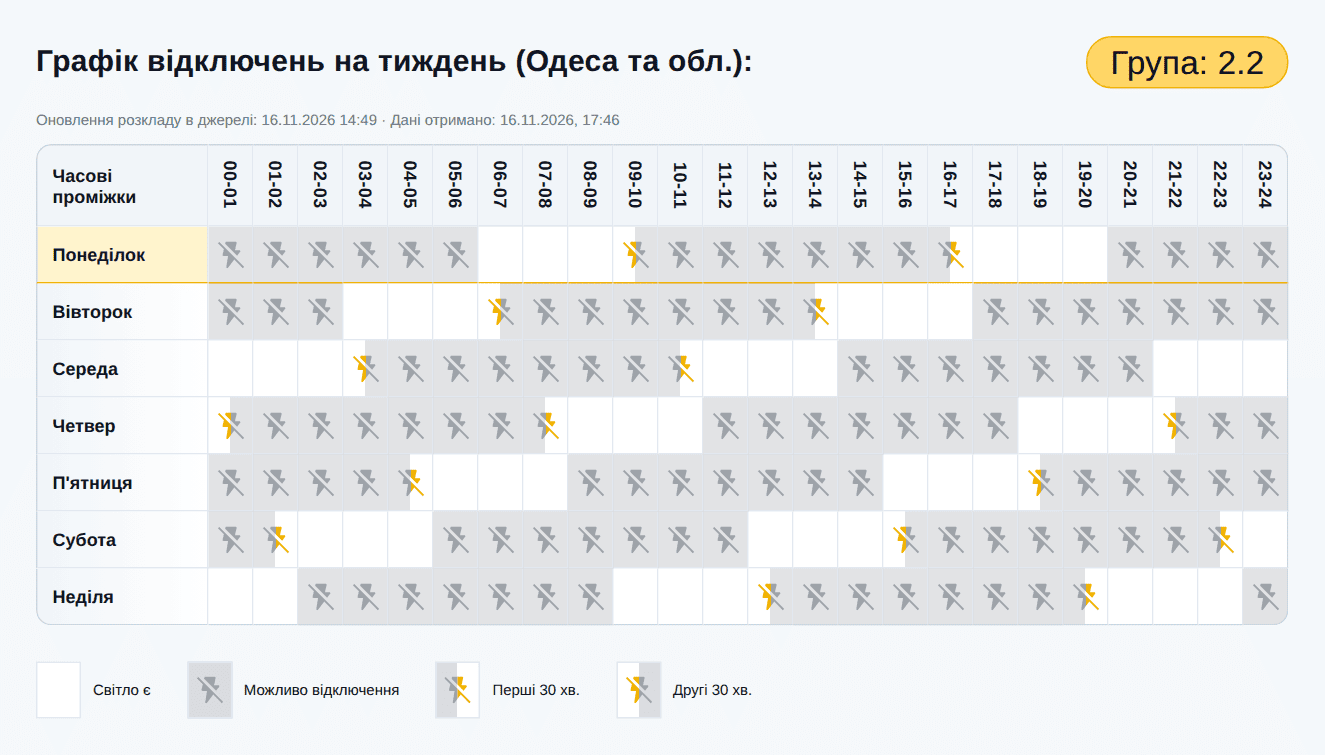 Графік відключень на тиждень (Одеса та обл.):
Група: 2.2
Оновлення розкладу в джерелі: 16.11.2026 14:49 · Дані отримано: 16.11.2026, 17:46
Часові
проміжки
00-01
01-02
02-03
03-04
04-05
05-06
06-07
07-08
08-09
09-10
10-11
11-12
12-13
13-14
14-15
15-16
16-17
17-18
18-19
19-20
20-21
21-22
22-23
23-24
Понеділок
Вівторок
Середа
Четвер
П'ятниця
Субота
Неділя
Світло є
Можливо відключення
Перші 30 хв.
Другі 30 хв.